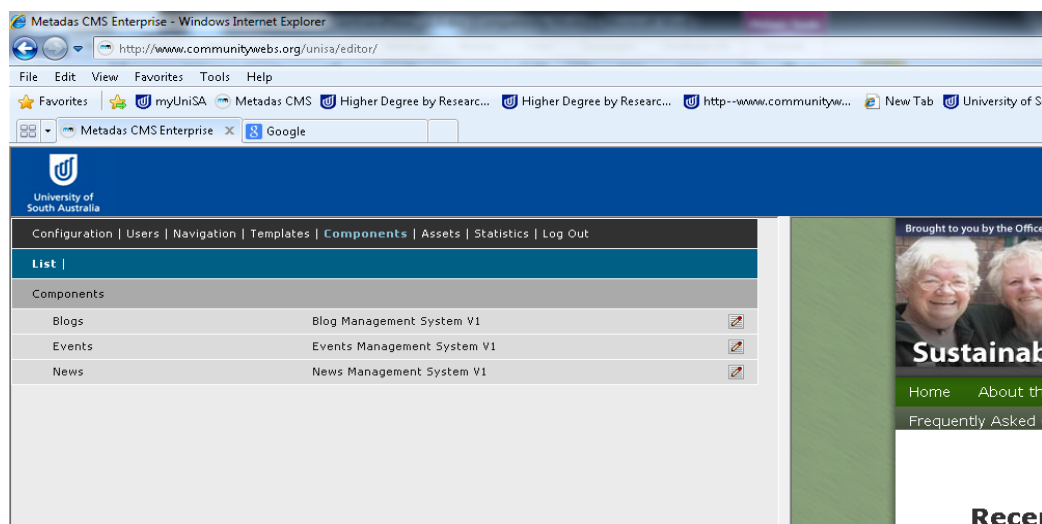 Metadas CMS Enterprise - Windows Internet Explorer
http://www.communitywebs.org/unisa/editor/
File Edit View Favorites Tools Help
Favorites myUniSA Metadas CMS Higher Degree by Researc... Higher Degree by Researc... http--www.communityw... New Tab University of S
Metadas CMS Enterprise x Google
University of
South Australia
Configuration | Users | Navigation | Templates | Components | Assets | Statistics | Log Out
List |
Components
Blogs Blog Management System V1
Events Events Management System V1
News News Management System V1
Brought to you by the Office
Sustainab
Home About th
Frequently Asked
Recen